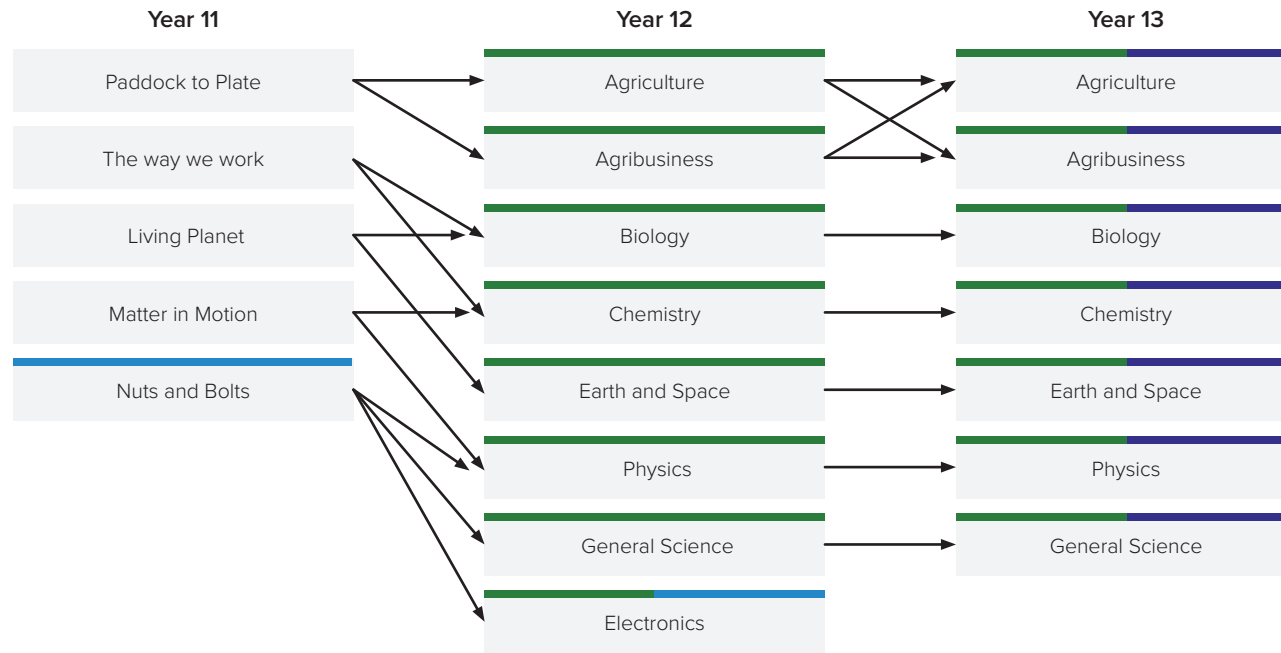 Year 11
Year 12
Year 13
Paddock to Plate
Agriculture
Agriculture
The way we work
Agribusiness
Agribusiness
Living Planet
Biology
Biology
Matter in Motion
Chemistry
Chemistry
Nuts and Bolts
Earth and Space
Earth and Space
Physics
Physics
General Science
General Science
Electronics